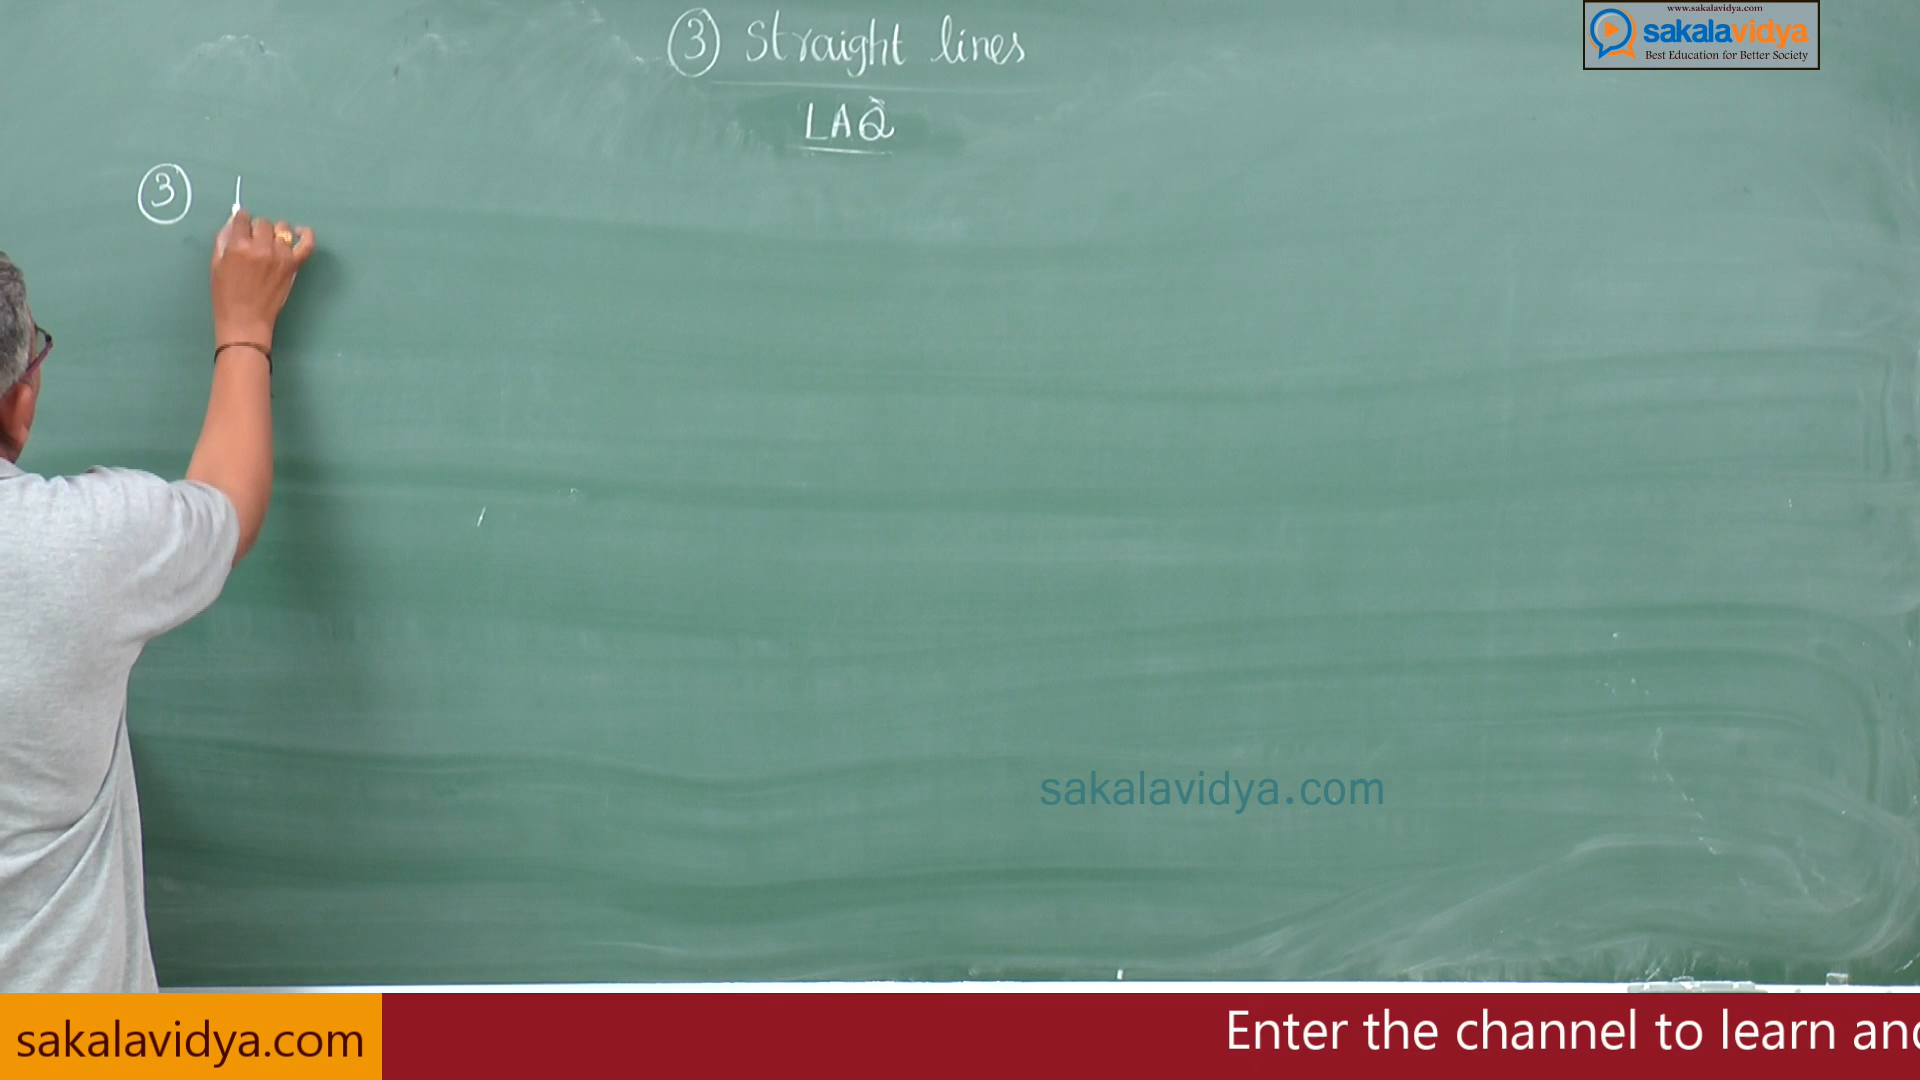 www.sakalavidya.com
sakalavidya
Best Education for Better Society
③ Straight lines
LAQ
③
sakalavidya.com
sakalavidya.com
Enter the channel to learn and